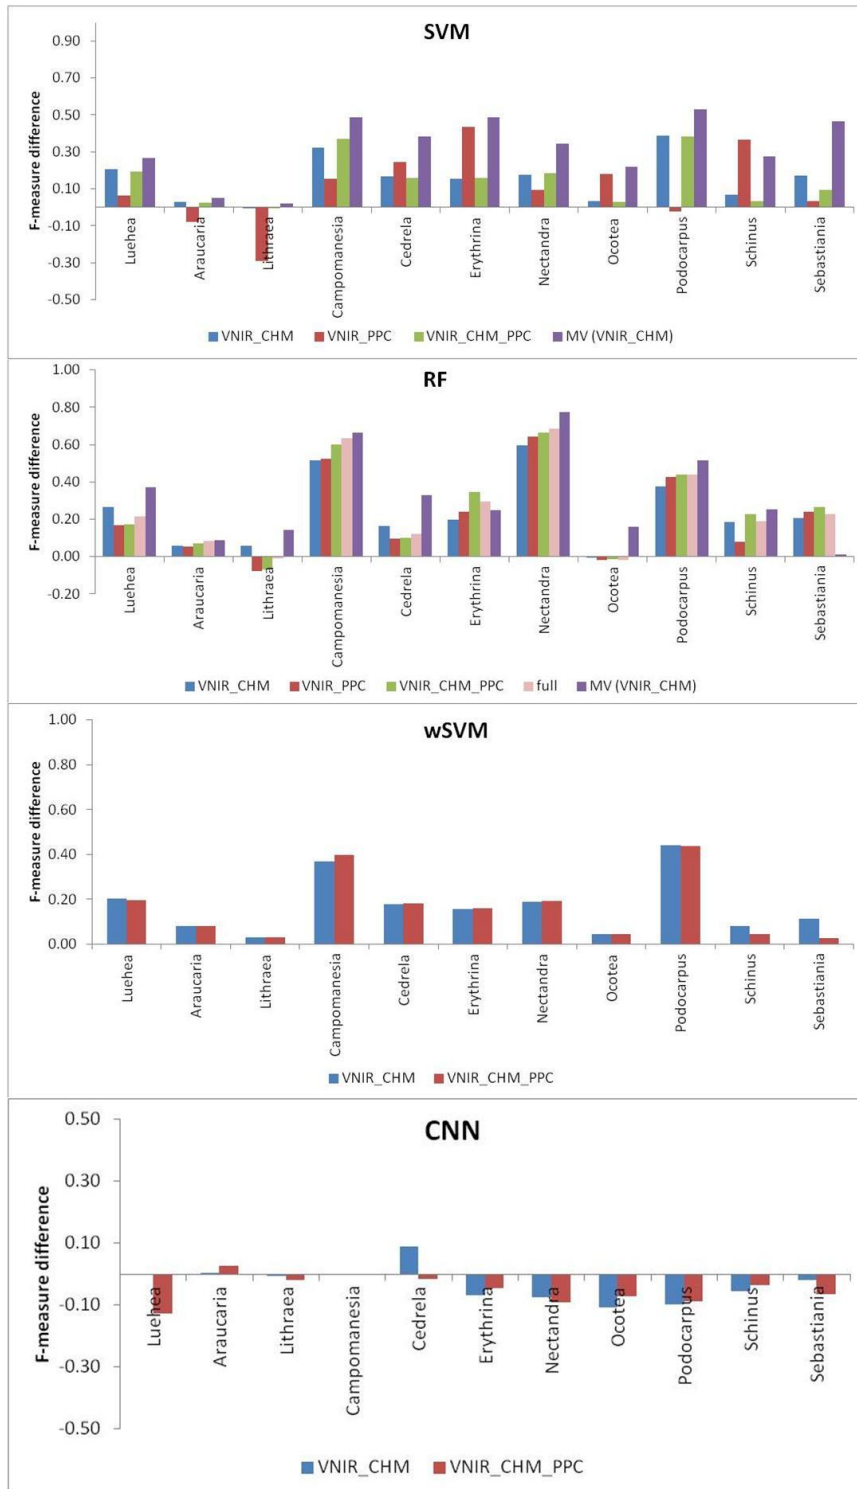 SVM
F-measure difference
0.90
0.70
0.50
0.30
0.10
-0.10
-0.30
-0.50
Luehea
Araucaria
Lithraea
Campomanesia
Cedrela
Erythrina
Nectandra
Ocotea
Podocarpus
Schinus
Sebastiania
VNIR_CHM VNIR_PPC VNIR_CHM_PPC MV (VNIR_CHM)
RF
F-measure difference
1.00
0.80
0.60
0.40
0.20
0.00
-0.20
Luehea
Araucaria
Lithraea
Campomanesia
Cedrela
Erythrina
Nectandra
Ocotea
Podocarpus
Schinus
Sebastiania
VNIR_CHM VNIR_PPC VNIR_CHM_PPC full MV (VNIR_CHM)
wSVM
F-measure difference
1.00
0.80
0.60
0.40
0.20
0.00
Luehea
Araucaria
Lithraea
Campomanesia
Cedrela
Erythrina
Nectandra
Ocotea
Podocarpus
Schinus
Sebastiania
VNIR_CHM VNIR_CHM_PPC
CNN
F-measure difference
0.50
0.30
0.10
-0.10
-0.30
-0.50
Luehea
Araucaria
Lithraea
Campomanesia
Cedrela
Erythrina
Nectandra
Ocotea
Podocarpus
Schinus
Sebastiania
VNIR_CHM VNIR_CHM_PPC